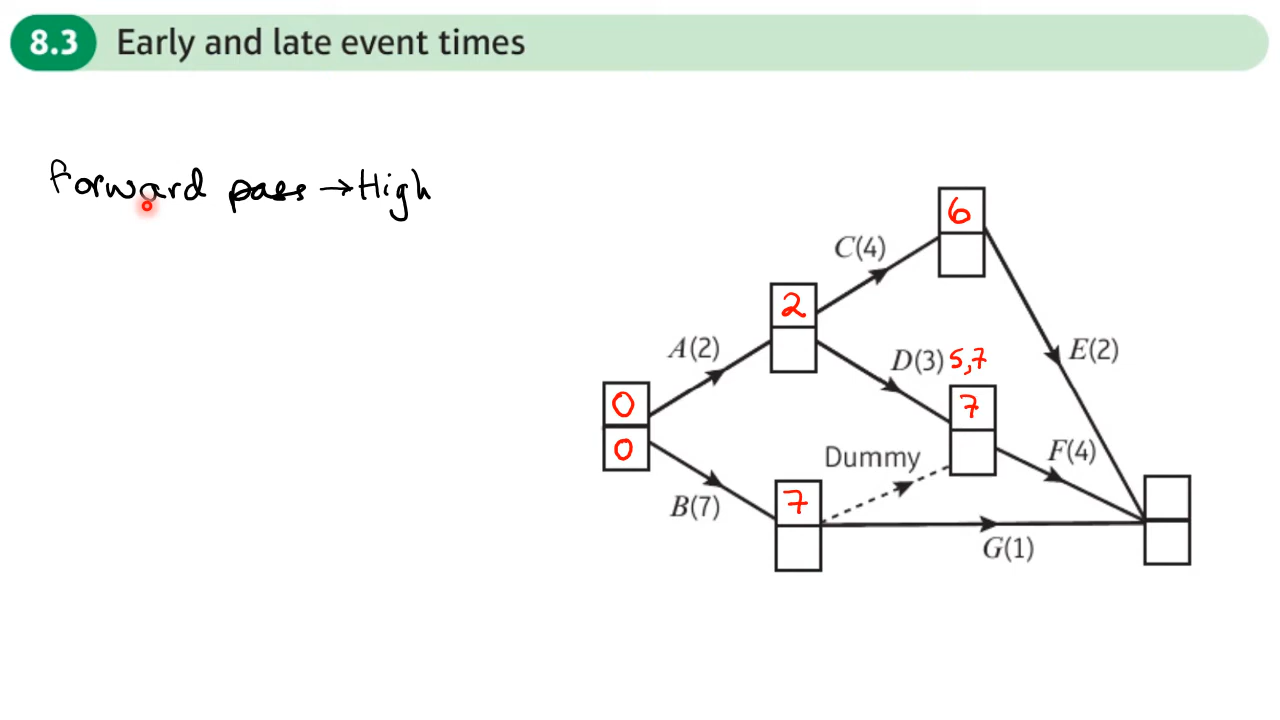 8.3 Early and late event times
Forward pass → High
6
C(4)
2
A(2)
D(3) 5,7
E(2)
0
0
7
Dummy
F(4)
B(7)
7
G(1)